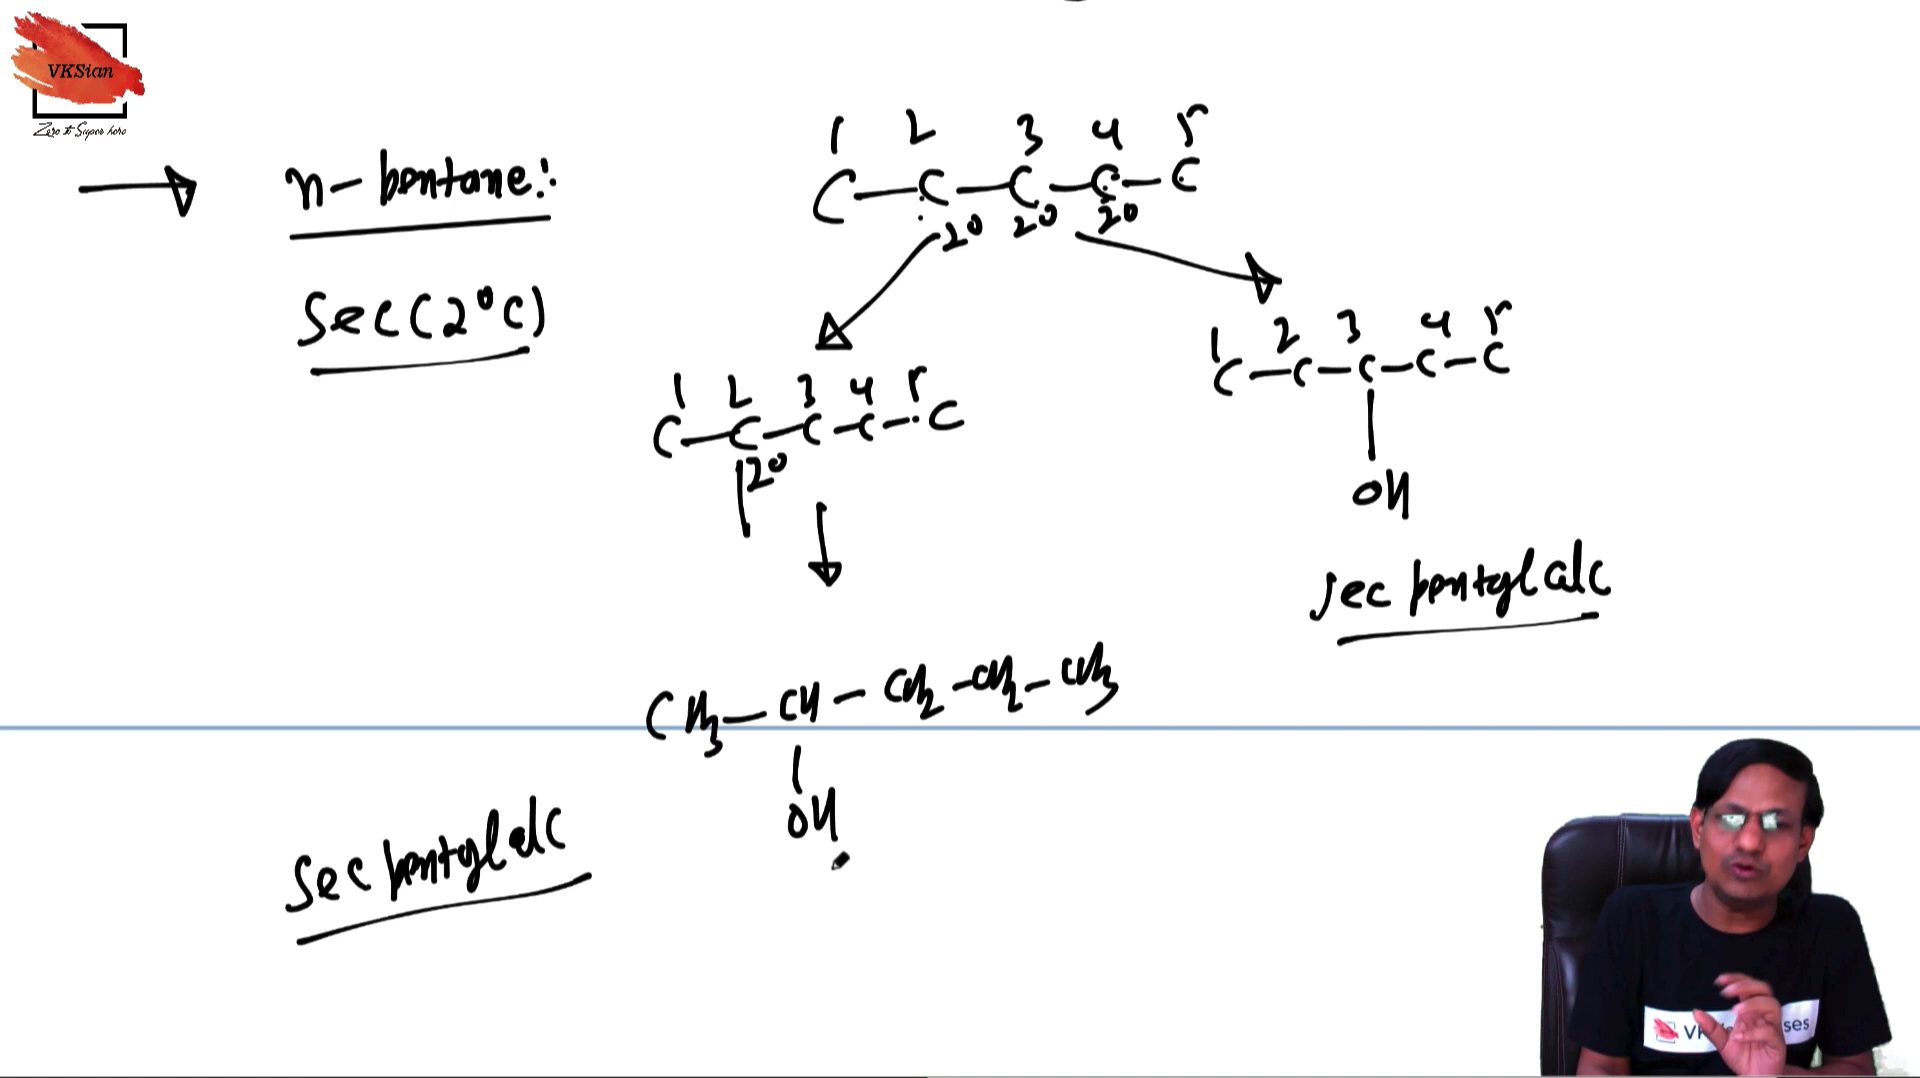 VKSian
Zero to Super hero
1 2 3 4 5
n- pentane:
C-C-C-C-C
2° 2° 2°
Sec (2°C)
1 2 3 4 5
C-C-C-C-C
OH
1 2 3 4 5
C-C-C-C-C
2°
sec pentyl alc
CH3-CH-CH2-CH2-CH3
OH
Sec pentyl alc
VK
ses